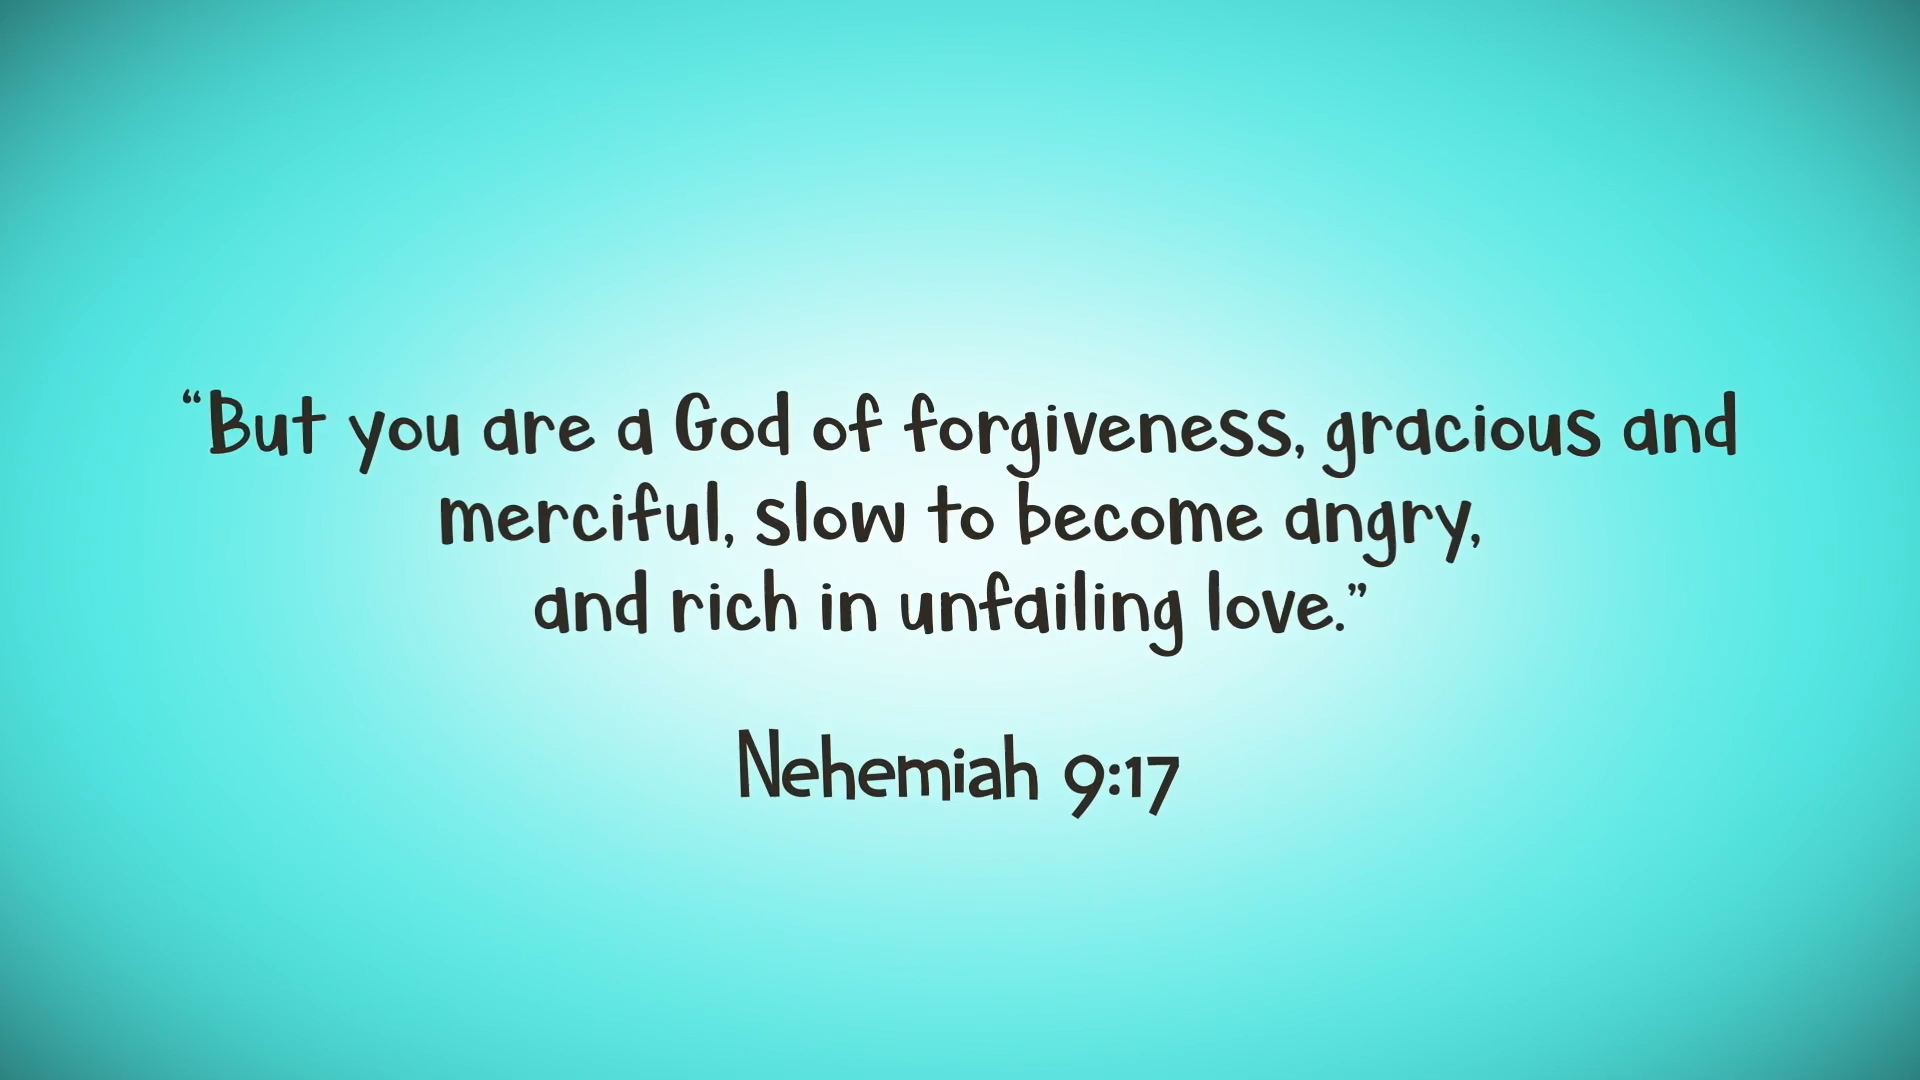 “But you are a God of forgiveness, gracious and
merciful, slow to become angry,
and rich in unfailing love.”
Nehemiah 9:17